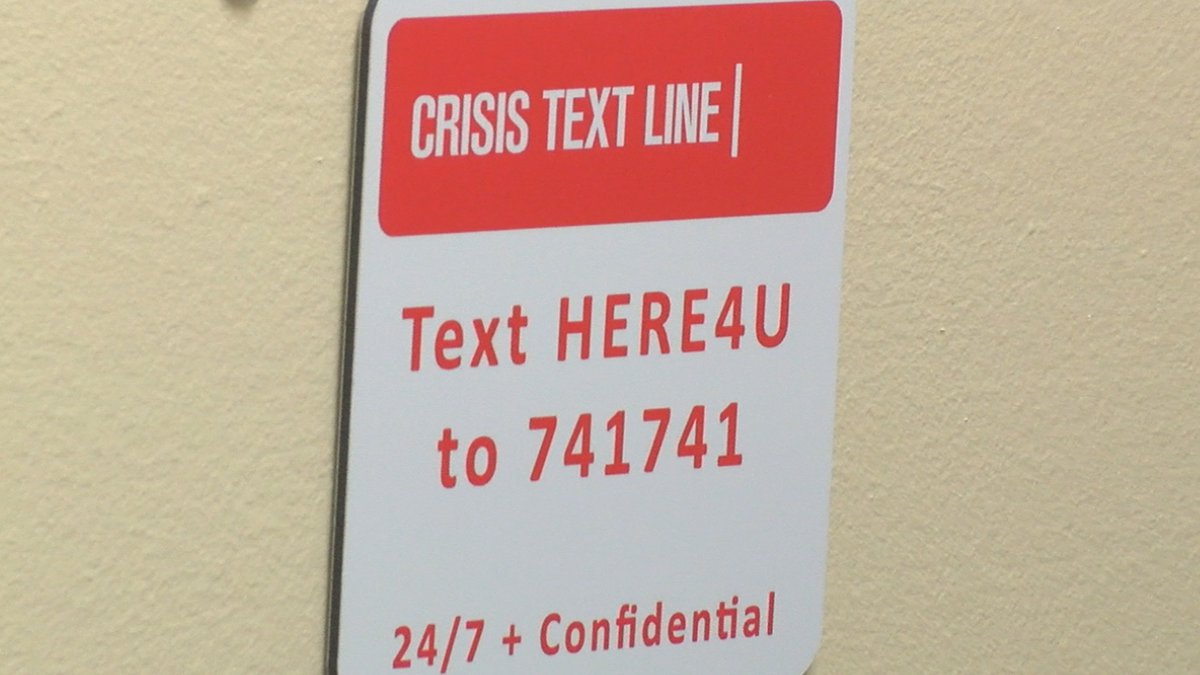 CRISIS TEXT LINE|
Text HERE4U
to 741741
24/7 + Confidential